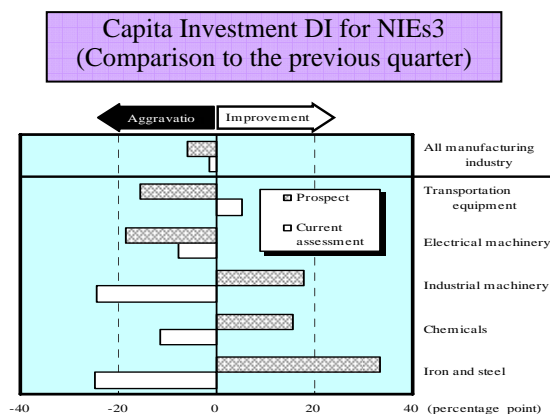 Capita Investment DI for NIEs3
(Comparison to the previous quarter)
Aggravatio
Improvement
All manufacturing
industry
Transportation
equipment
Prospect
Current
assessment
Electrical machinery
Industrial machinery
Chemicals
Iron and steel
-40 -20 0 20 40 (percentage point)